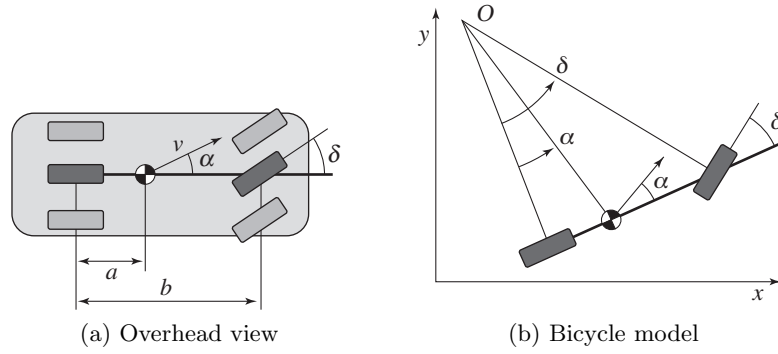 v
α
δ
a
b
(a) Overhead view
y
O
δ
α
α
δ
x
(b) Bicycle model